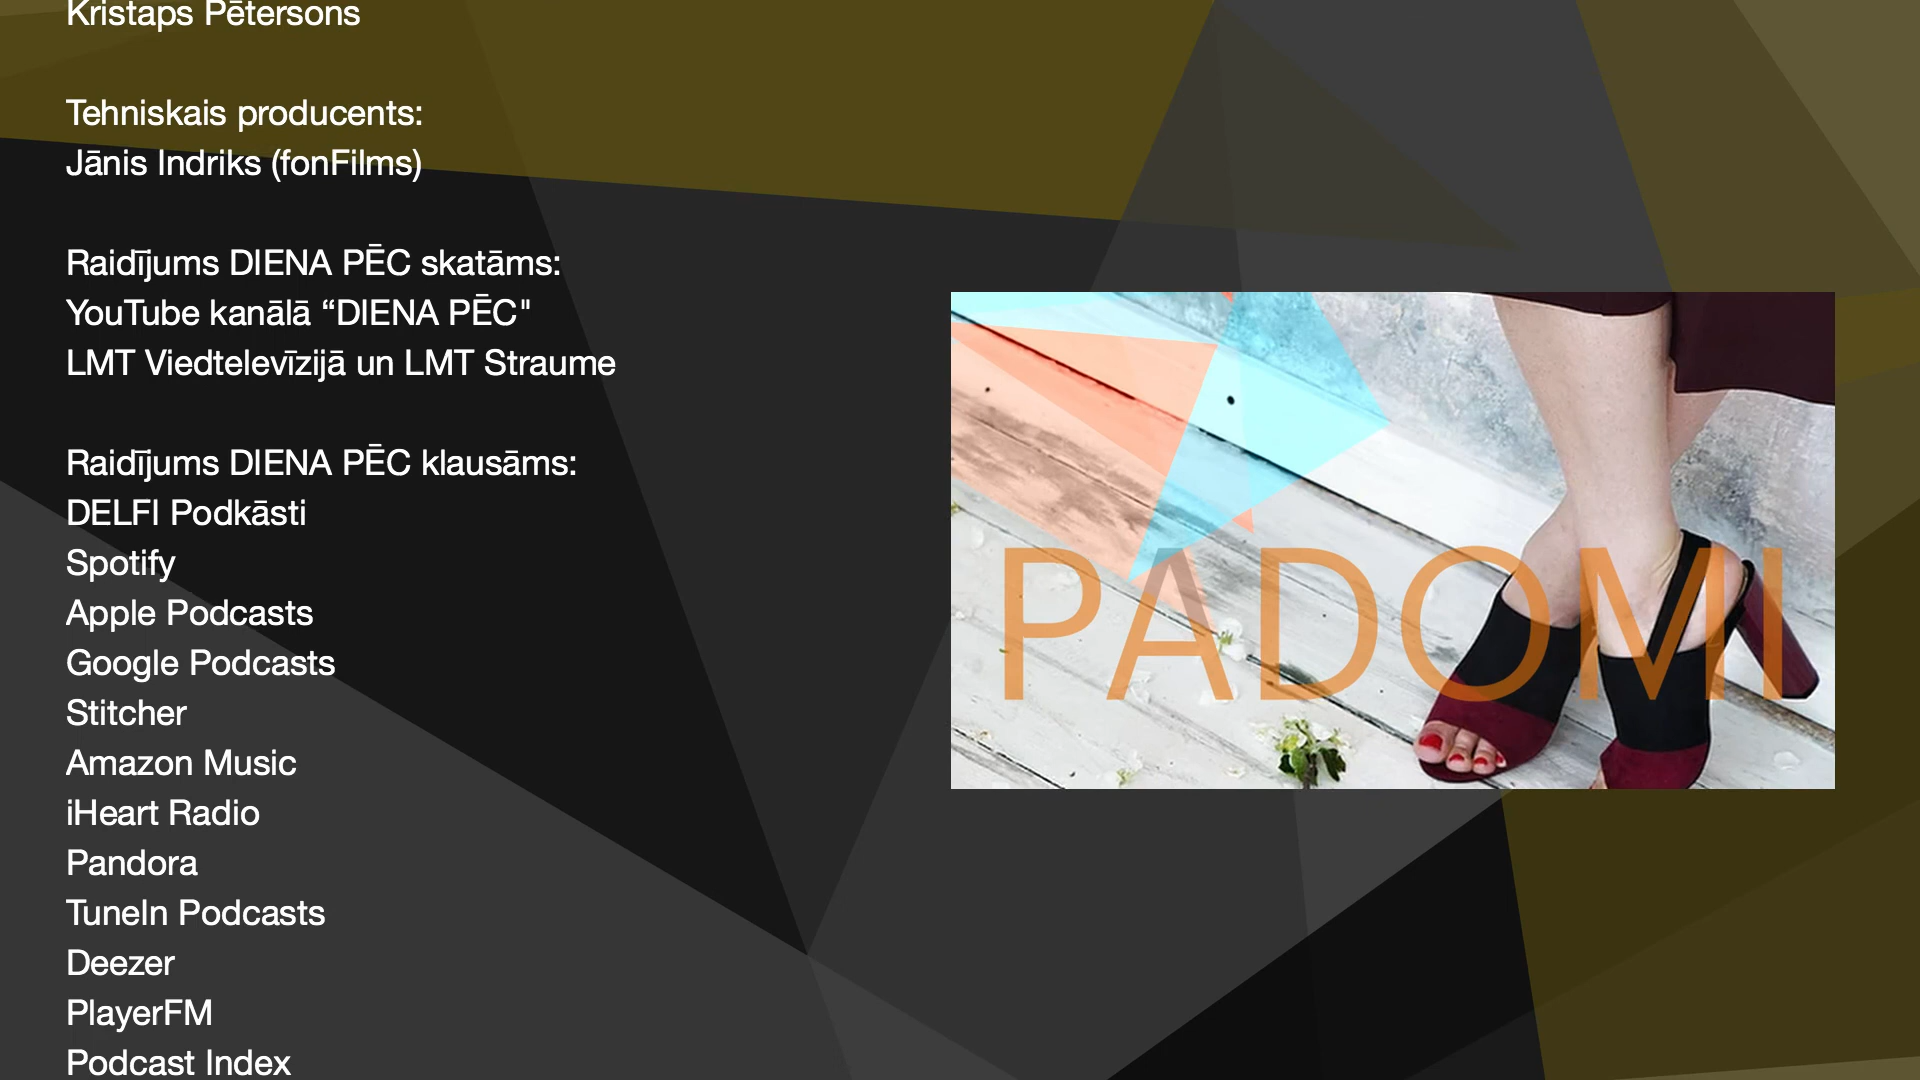 Kristaps Pētersons
Tehniskais producents:
Jānis Indriks (fonFilms)
Raidījums DIENA PĒC skatāms:
YouTube kanālā “DIENA PĒC"
LMT Viedtelevīzijā un LMT Straume
Raidījums DIENA PĒC klausāms:
DELFI Podkāsti
Spotify
Apple Podcasts
Google Podcasts
Stitcher
Amazon Music
iHeart Radio
Pandora
TuneIn Podcasts
Deezer
PlayerFM
Podcast Index
PADOMI